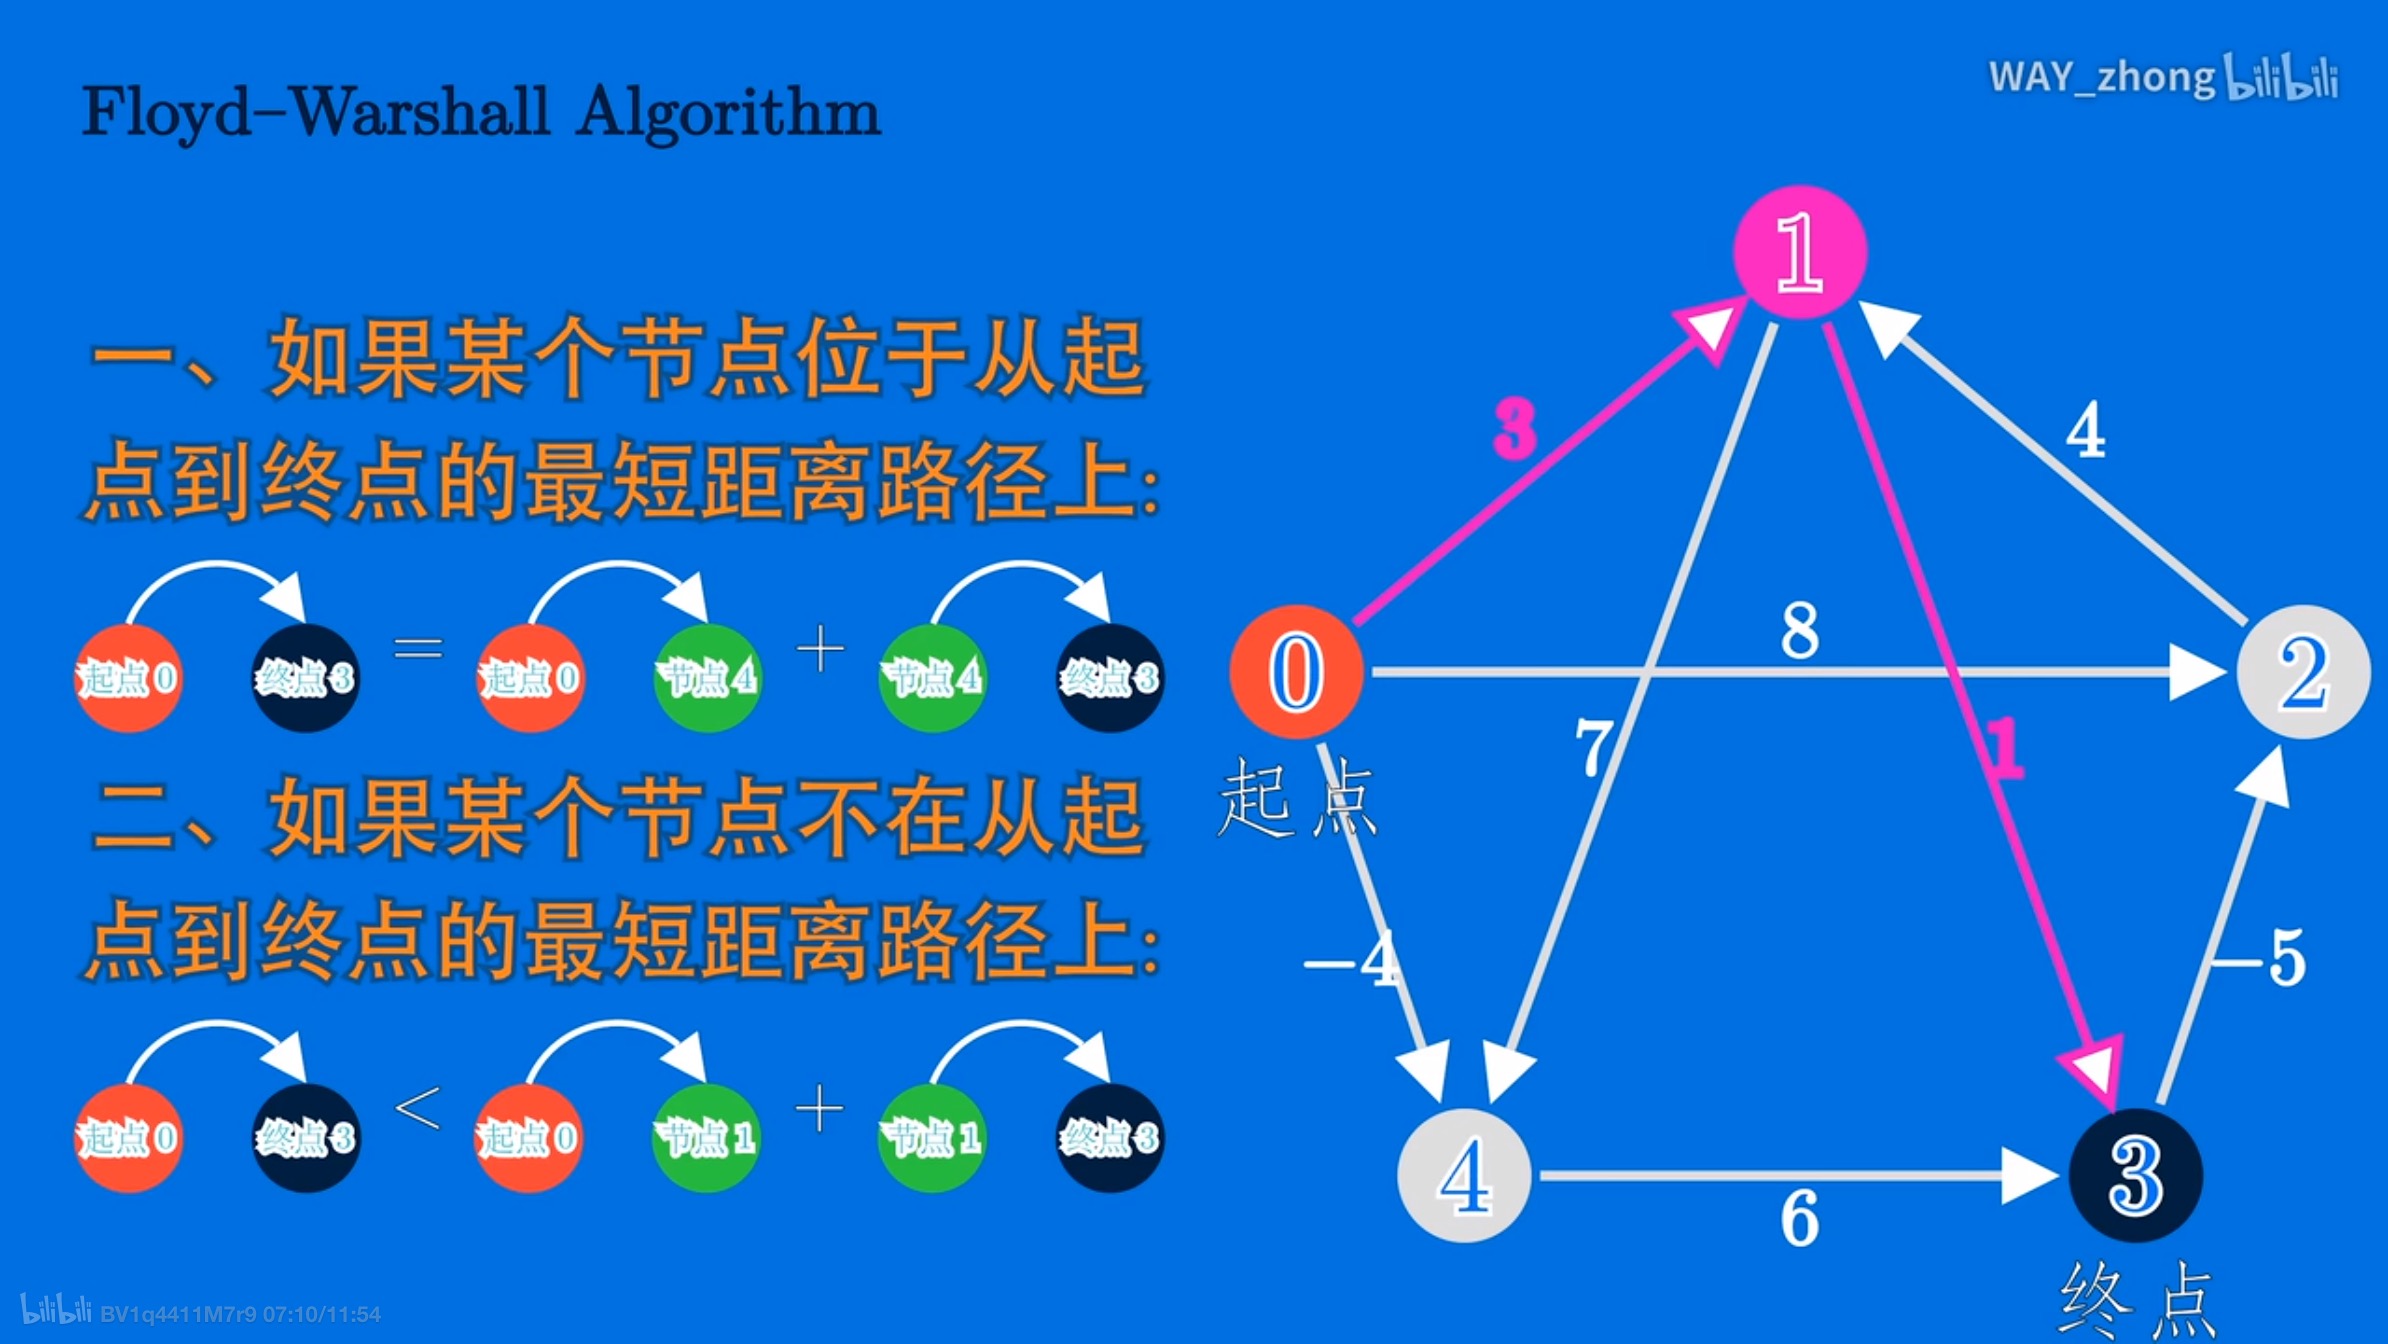 Floyd–Warshall Algorithm
WAY_zhong bilibili
一、如果某个节点位于从起
点到终点的最短距离路径上:
起点0 终点3 = 起点0 节点4 + 节点4 终点3
二、如果某个节点不在从起
点到终点的最短距离路径上:
起点0 终点3 < 起点0 节点1 + 节点1 终点3
1
3
4
8
0
2
7
1
起点
−4
−5
4
6
3
终点
bilibili BV1q4411M7r9 07:10/11:54